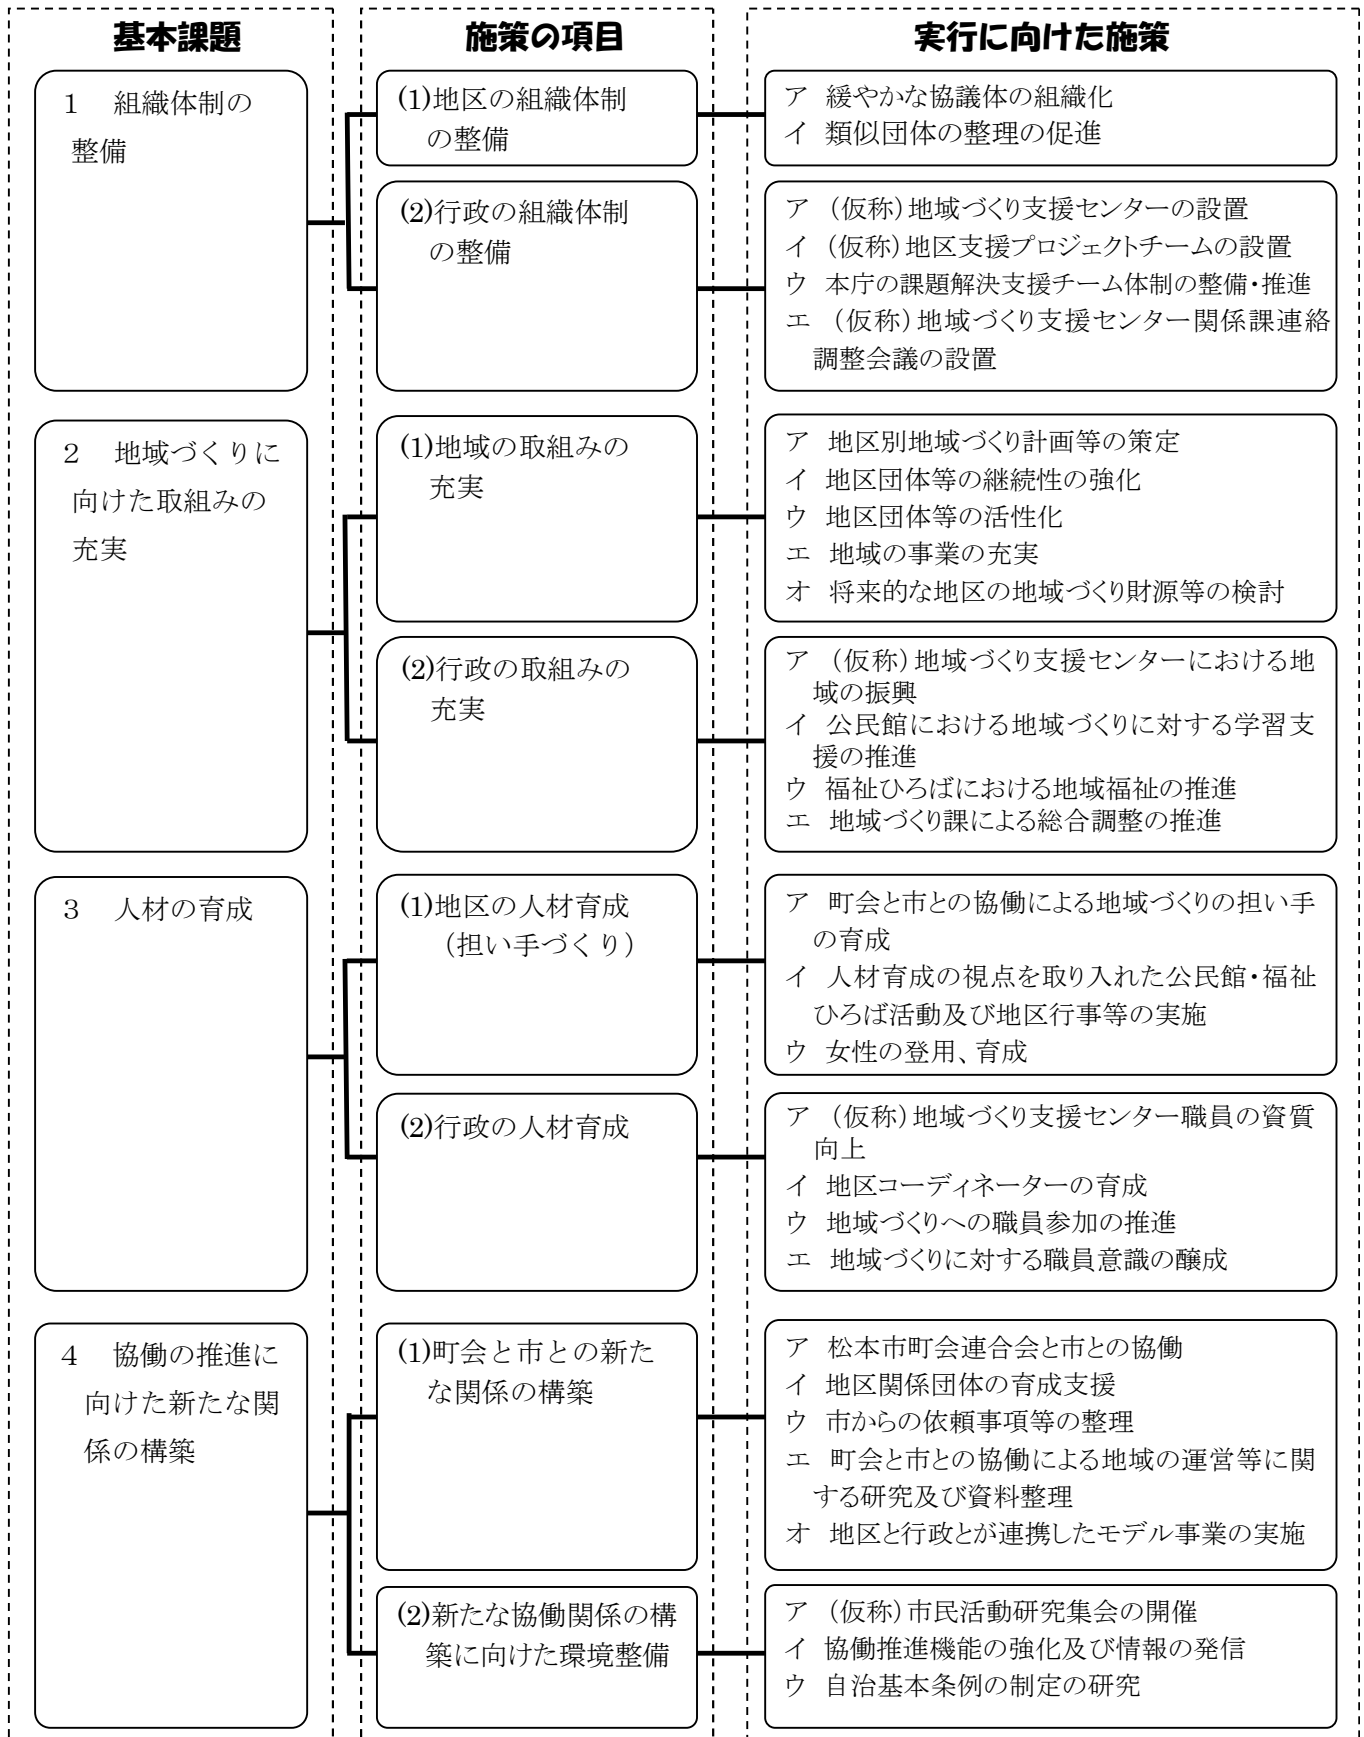 基本課題
施策の項目
実行に向けた施策
１　組織体制の
整備
(1)地区の組織体制
の整備
ア　緩やかな協議体の組織化
イ　類似団体の整理の促進
(2)行政の組織体制
の整備
ア　（仮称）地域づくり支援センターの設置
イ　（仮称）地区支援プロジェクトチームの設置
ウ　本庁の課題解決支援チーム体制の整備・推進
エ　（仮称）地域づくり支援センター関係課連絡
調整会議の設置
２　地域づくりに
向けた取組みの
充実
(1)地域の取組みの
充実
ア　地区別地域づくり計画等の策定
イ　地区団体等の継続性の強化
ウ　地区団体等の活性化
エ　地域の事業の充実
オ　将来的な地区の地域づくり財源等の検討
(2)行政の取組みの
充実
ア　（仮称）地域づくり支援センターにおける地
域の振興
イ　公民館における地域づくりに対する学習支
援の推進
ウ　福祉ひろばにおける地域福祉の推進
エ　地域づくり課による総合調整の推進
３　人材の育成
(1)地区の人材育成
（担い手づくり）
ア　町会と市との協働による地域づくりの担い手
の育成
イ　人材育成の視点を取り入れた公民館・福祉
ひろば活動及び地区行事等の実施
ウ　女性の登用、育成
(2)行政の人材育成
ア　（仮称）地域づくり支援センター職員の資質
向上
イ　地区コーディネーターの育成
ウ　地域づくりへの職員参加の推進
エ　地域づくりに対する職員意識の醸成
４　協働の推進に
向けた新たな関
係の構築
(1)町会と市との新た
な関係の構築
ア　松本市町会連合会と市との協働
イ　地区関係団体の育成支援
ウ　市からの依頼事項等の整理
エ　町会と市との協働による地域の運営等に関
する研究及び資料整理
オ　地区と行政とが連携したモデル事業の実施
(2)新たな協働関係の構
築に向けた環境整備
ア　（仮称）市民活動研究集会の開催
イ　協働推進機能の強化及び情報の発信
ウ　自治基本条例の制定の研究